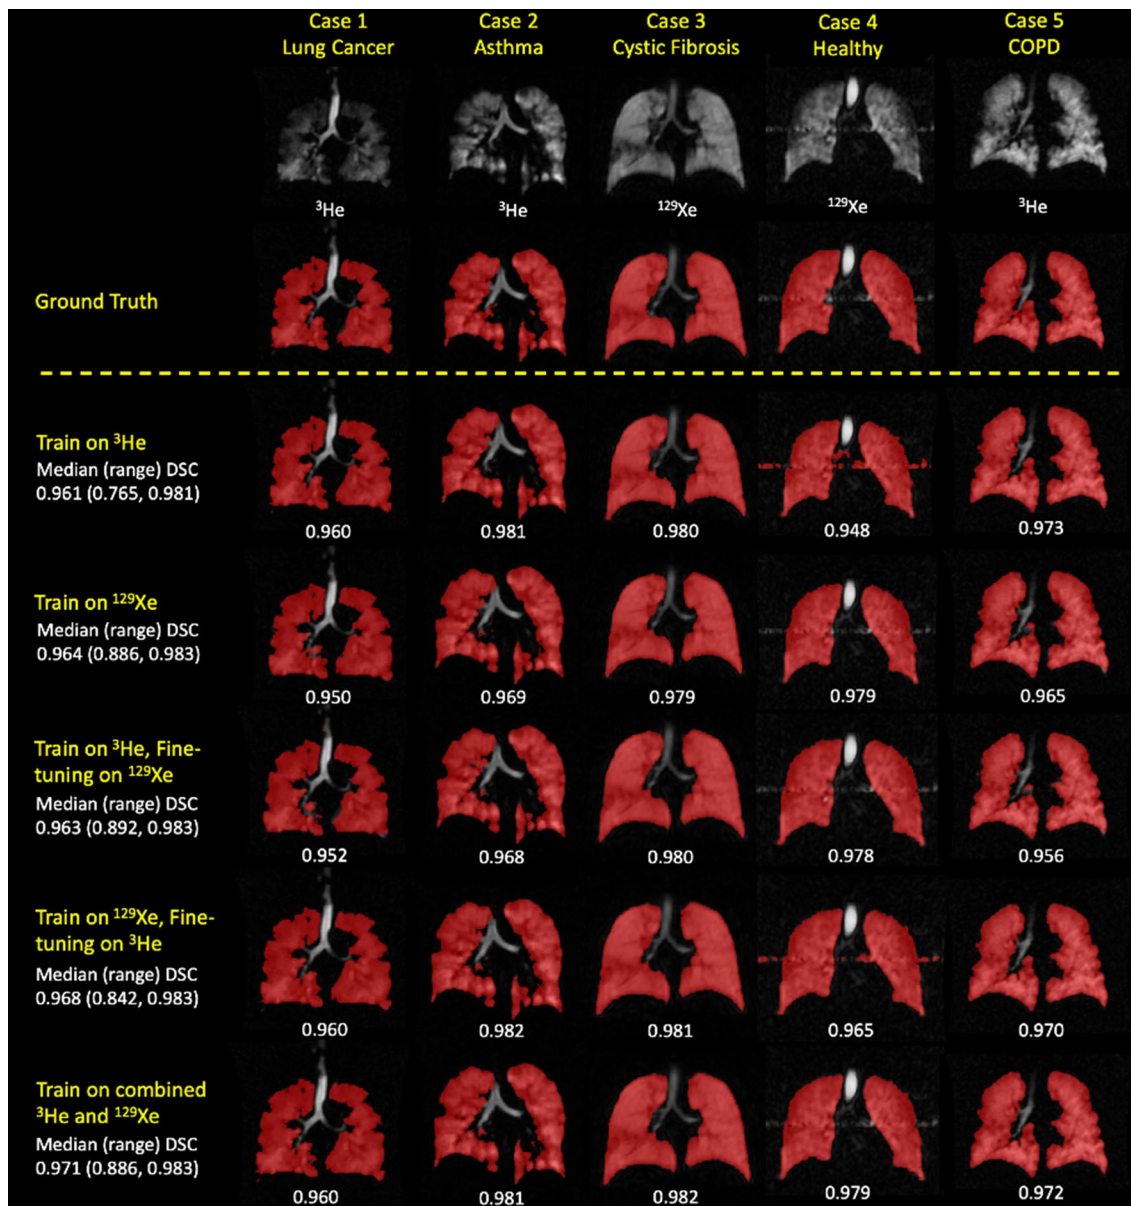 Case 1
Lung Cancer
Case 2
Asthma
Case 3
Cystic Fibrosis
Case 4
Healthy
Case 5
COPD
³He
³He
¹²⁹Xe
¹²⁹Xe
³He
Ground Truth
Train on ³He
Median (range) DSC
0.961 (0.765, 0.981)
0.960
0.981
0.980
0.948
0.973
Train on ¹²⁹Xe
Median (range) DSC
0.964 (0.886, 0.983)
0.950
0.969
0.979
0.979
0.965
Train on ³He, Fine-
tuning on ¹²⁹Xe
Median (range) DSC
0.963 (0.892, 0.983)
0.952
0.968
0.980
0.978
0.956
Train on ¹²⁹Xe, Fine-
tuning on ³He
Median (range) DSC
0.968 (0.842, 0.983)
0.960
0.982
0.981
0.965
0.970
Train on combined
³He and ¹²⁹Xe
Median (range) DSC
0.971 (0.886, 0.983)
0.960
0.981
0.982
0.979
0.972